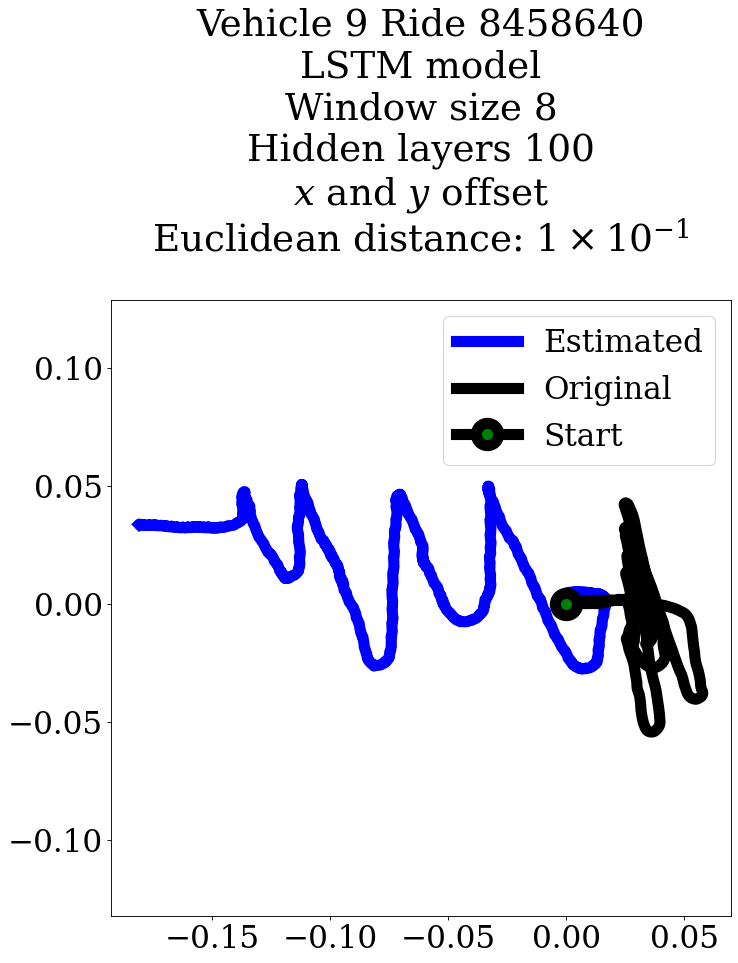 Vehicle 9 Ride 8458640
LSTM model
Window size 8
Hidden layers 100
x and y offset
Euclidean distance: 1 × 10⁻¹
Estimated
Original
Start
0.10
0.05
0.00
−0.05
−0.10
−0.15 −0.10 −0.05 0.00 0.05